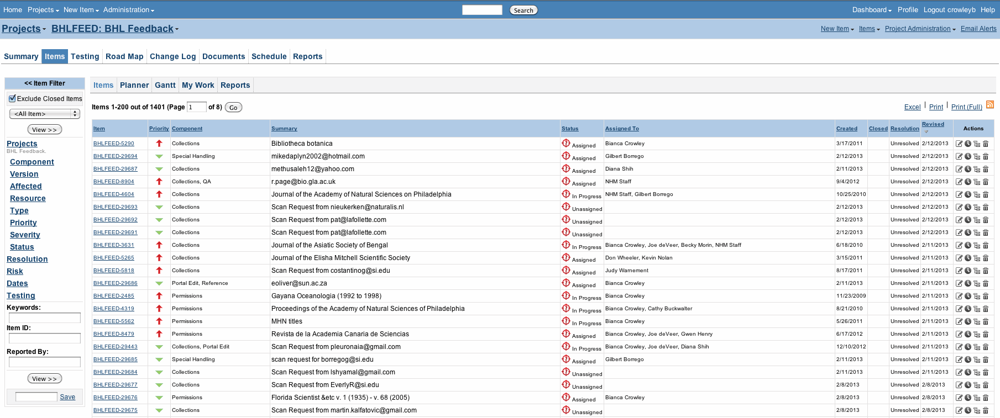 Home Projects New Item Administration Search Dashboard Profile Logout crowleyb Help
Projects BHLFEED: BHL Feedback New Item Items Project Administration Email Alerts
Summary Items Testing Road Map Change Log Documents Schedule Reports
<< Item Filter
Exclude Closed Items
<All Item>
View >>
Projects
BHL Feedback.
Component
Version
Affected
Resource
Type
Priority
Severity
Status
Resolution
Risk
Dates
Testing
Keywords:
Item ID:
Reported By:
View >>
Save
Items Planner Gantt My Work Reports
Items 1-200 out of 1401 (Page 1 of 8) Go Excel | Print | Print (Full)
Item Priority Component Summary Status Assigned To Created Closed Resolution Revised Actions
BHLFEED-5290 Collections Bibliotheca botanica Assigned Bianca Crowley 3/17/2011 Unresolved 2/12/2013
BHLFEED-29694 Special Handling mikedaplyn2002@hotmail.com Assigned Gilbert Borrego 2/12/2013 Unresolved 2/12/2013
BHLFEED-29687 Collections methusaleh12@yahoo.com Assigned Diana Shih 2/11/2013 Unresolved 2/12/2013
BHLFEED-8904 Collections, QA r.page@bio.gla.ac.uk Assigned NHM Staff 9/4/2012 Unresolved 2/12/2013
BHLFEED-4604 Collections Journal of the Academy of Natural Sciences on Philadelphia In Progress NHM Staff, Gilbert Borrego 10/25/2010 Unresolved 2/12/2013
BHLFEED-29693 Collections Scan Request from nieukerken@naturalis.nl Unassigned 2/12/2013 Unresolved 2/12/2013
BHLFEED-29692 Collections Scan Request from pat@lafollette.com Unassigned 2/12/2013 Unresolved 2/12/2013
BHLFEED-29691 Collections Scan Request from pat@lafollette.com Unassigned 2/12/2013 Unresolved 2/12/2013
BHLFEED-3631 Collections Journal of the Asiatic Society of Bengal In Progress Bianca Crowley, Joe deVeer, Becky Morin, NHM Staff 6/18/2010 Unresolved 2/11/2013
BHLFEED-5265 Collections Journal of the Elisha Mitchell Scientific Society Assigned Don Wheeler, Kevin Nolan 3/15/2011 Unresolved 2/11/2013
BHLFEED-5818 Collections Scan Request from costantinog@si.edu Assigned Judy Warnement 8/17/2011 Unresolved 2/11/2013
BHLFEED-29686 Portal Edit, Reference eoliver@sun.ac.za Assigned Bianca Crowley 2/11/2013 Unresolved 2/11/2013
BHLFEED-2485 Permissions Gayana Oceanologia (1992 to 1998) In Progress Bianca Crowley 11/23/2009 Unresolved 2/11/2013
BHLFEED-4319 Permissions Proceedings of the Academy of Natural Sciences of Philadelphia In Progress Bianca Crowley, Cathy Buckwalter 8/21/2010 Unresolved 2/11/2013
BHLFEED-5562 Permissions MHN titles In Progress Bianca Crowley 5/26/2011 Unresolved 2/11/2013
BHLFEED-8479 Permissions Revista de la Academia Canaria de Sciencias Assigned Bianca Crowley, Joe deVeer, Gwen Henry 6/17/2012 Unresolved 2/11/2013
BHLFEED-29443 Collections, Portal Edit Scan Request from pleuronaia@gmail.com In Progress Bianca Crowley, Joe deVeer, Diana Shih 12/10/2012 Unresolved 2/11/2013
BHLFEED-29685 Special Handling scan request for borregog@si.edu Assigned Gilbert Borrego 2/11/2013 Unresolved 2/11/2013
BHLFEED-29684 Collections Scan Request from lshyamal@gmail.com Unassigned 2/11/2013 Unresolved 2/11/2013
BHLFEED-29677 Collections Scan Request from EverlyR@si.edu Unassigned 2/8/2013 Unresolved 2/8/2013
BHLFEED-29676 Permissions Florida Scientist &etc v. 1 (1935) - v. 68 (2005) Assigned Bianca Crowley 2/8/2013 Unresolved 2/8/2013
BHLFEED-29675 Collections Scan Request from martin.kalfatovic@gmail.com Unassigned 2/8/2013 Unresolved 2/8/2013